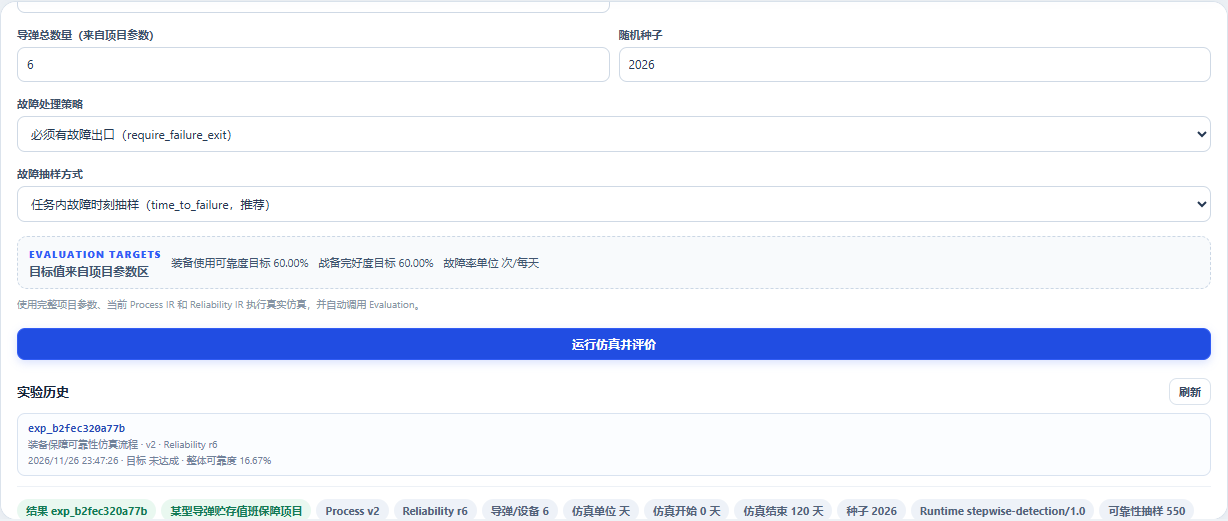 导弹总数量（来自项目参数）
随机种子
6
2026
故障处理策略
必须有故障出口（require_failure_exit）
故障抽样方式
任务内故障时刻抽样（time_to_failure，推荐）
EVALUATION TARGETS
目标值来自项目参数区
装备使用可靠度目标 60.00% 战备完好度目标 60.00% 故障率单位 次/每天
使用完整项目参数、当前 Process IR 和 Reliability IR 执行真实仿真，并自动调用 Evaluation。
运行仿真并评价
实验历史
刷新
exp_b2fec320a77b
装备保障可靠性仿真流程 · v2 · Reliability r6
2026/11/26 23:47:26 · 目标 未达成 · 整体可靠度 16.67%
结果 exp_b2fec320a77b 某型导弹贮存值班保障项目 Process v2 Reliability r6 导弹/设备 6 仿真单位 天 仿真开始 0 天 仿真结束 120 天 种子 2026 Runtime stepwise-detection/1.0 可靠性抽样 550